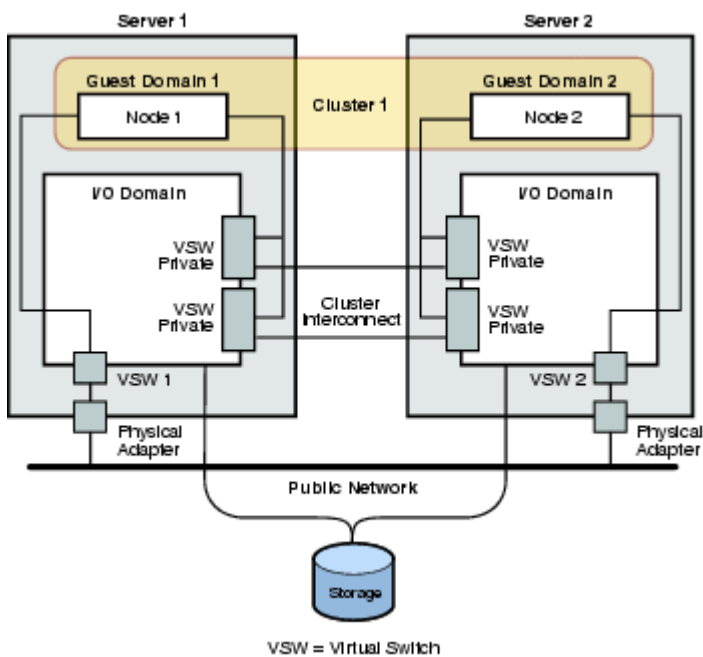 Server 1
Server 2
Guest Domain 1
Guest Domain 2
Cluster 1
Node 1
Node 2
I/O Domain
I/O Domain
VSW
Private
VSW
Private
VSW
Private
Cluster
Interconnect
VSW
Private
VSW 1
VSW 2
Physical
Adapter
Physical
Adapter
Public Network
Storage
VSW = Virtual Switch